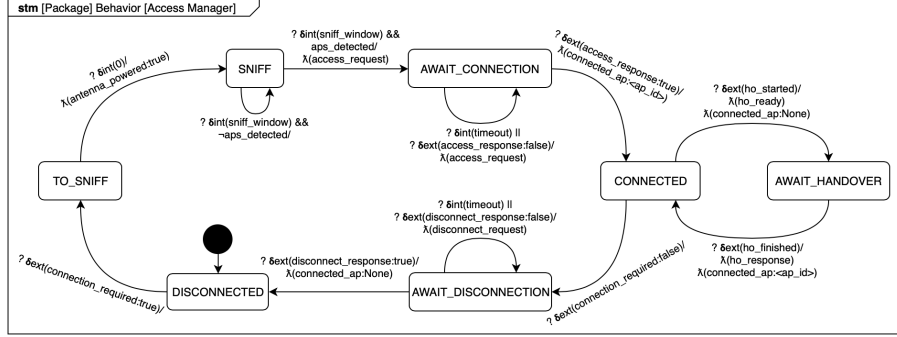 stm [Package] Behavior [Access Manager]
? δint(0)/
λ(antenna_powered:true)
SNIFF
? δint(sniff_window) &&
aps_detected/
λ(access_request)
? δint(sniff_window) &&
¬aps_detected/
AWAIT_CONNECTION
? δext(access_response:true)/
λ(connected_ap:<ap_id>)
? δint(timeout) ||
? δext(access_response:false)/
λ(access_request)
? δext(ho_started)/
λ(ho_ready)
λ(connected_ap:None)
TO_SNIFF
CONNECTED
AWAIT_HANDOVER
? δint(timeout) ||
? δext(disconnect_response:false)/
λ(disconnect_request)
? δext(ho_finished)/
λ(ho_response)
λ(connected_ap:<ap_id>)
? δext(connection_required:true)/
DISCONNECTED
? δext(disconnect_response:true)/
λ(connected_ap:None)
AWAIT_DISCONNECTION
? δext(connection_required:false)/